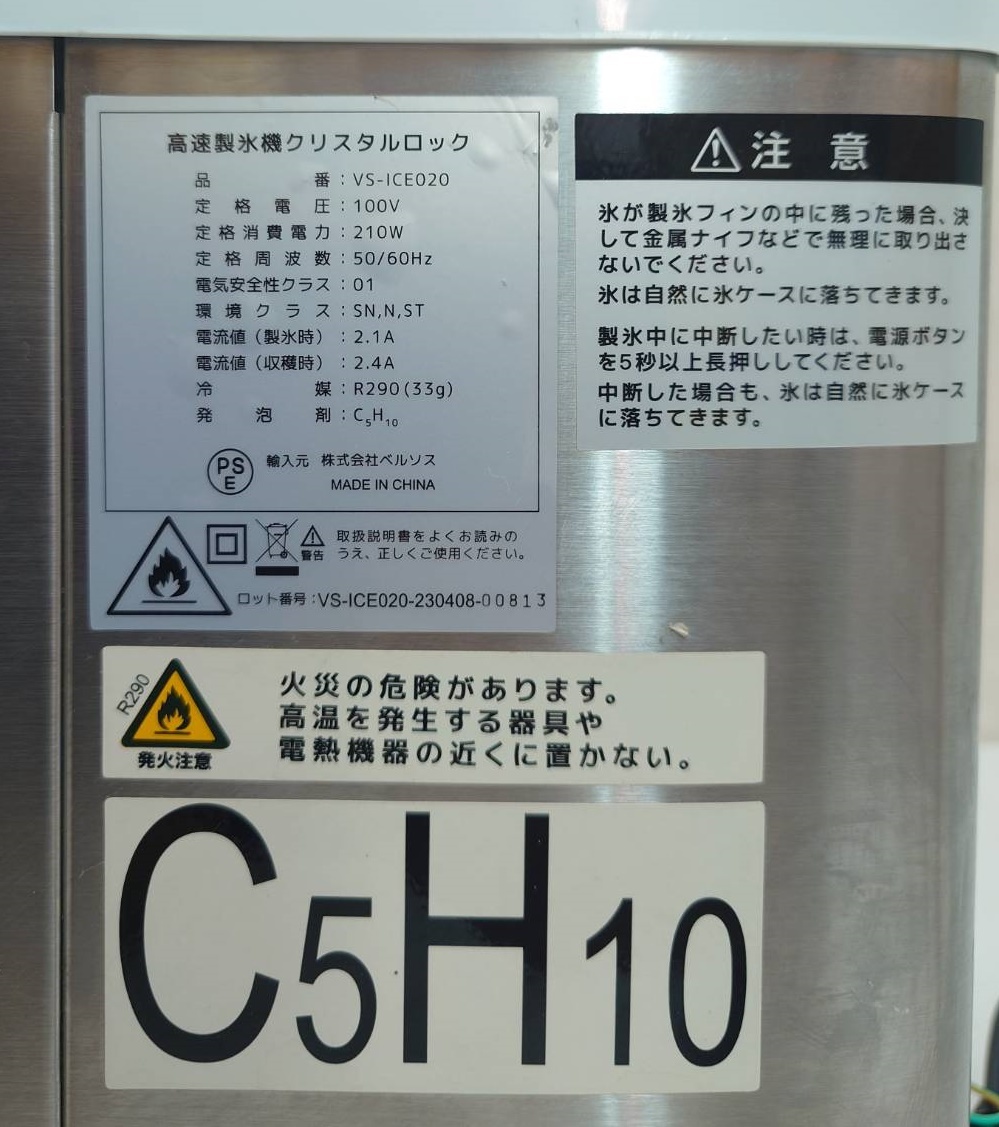 高速製氷機クリスタルロック
品番：VS-ICE020
定格電圧：100V
定格消費電力：210W
定格周波数：50/60Hz
電気安全性クラス：01
環境クラス：SN,N,ST
電流値（製氷時）：2.1A
電流値（収穫時）：2.4A
冷媒：R290(33g)
発泡剤：C₅H₁₀
PS
E
輸入元 株式会社ベルソス
MADE IN CHINA
警告
取扱説明書をよくお読みの
うえ、正しくご使用ください。
ロット番号：VS-ICE020-230408-00813
注意
氷が製氷フィンの中に残った場合、決
して金属ナイフなどで無理に取り出さ
ないでください。
氷は自然に氷ケースに落ちてきます。
製氷中に中断したい時は、電源ボタン
を5秒以上長押ししてください。
中断した場合も、氷は自然に氷ケース
に落ちてきます。
R290
発火注意
火災の危険があります。
高温を発生する器具や
電熱機器の近くに置かない。
C5H10